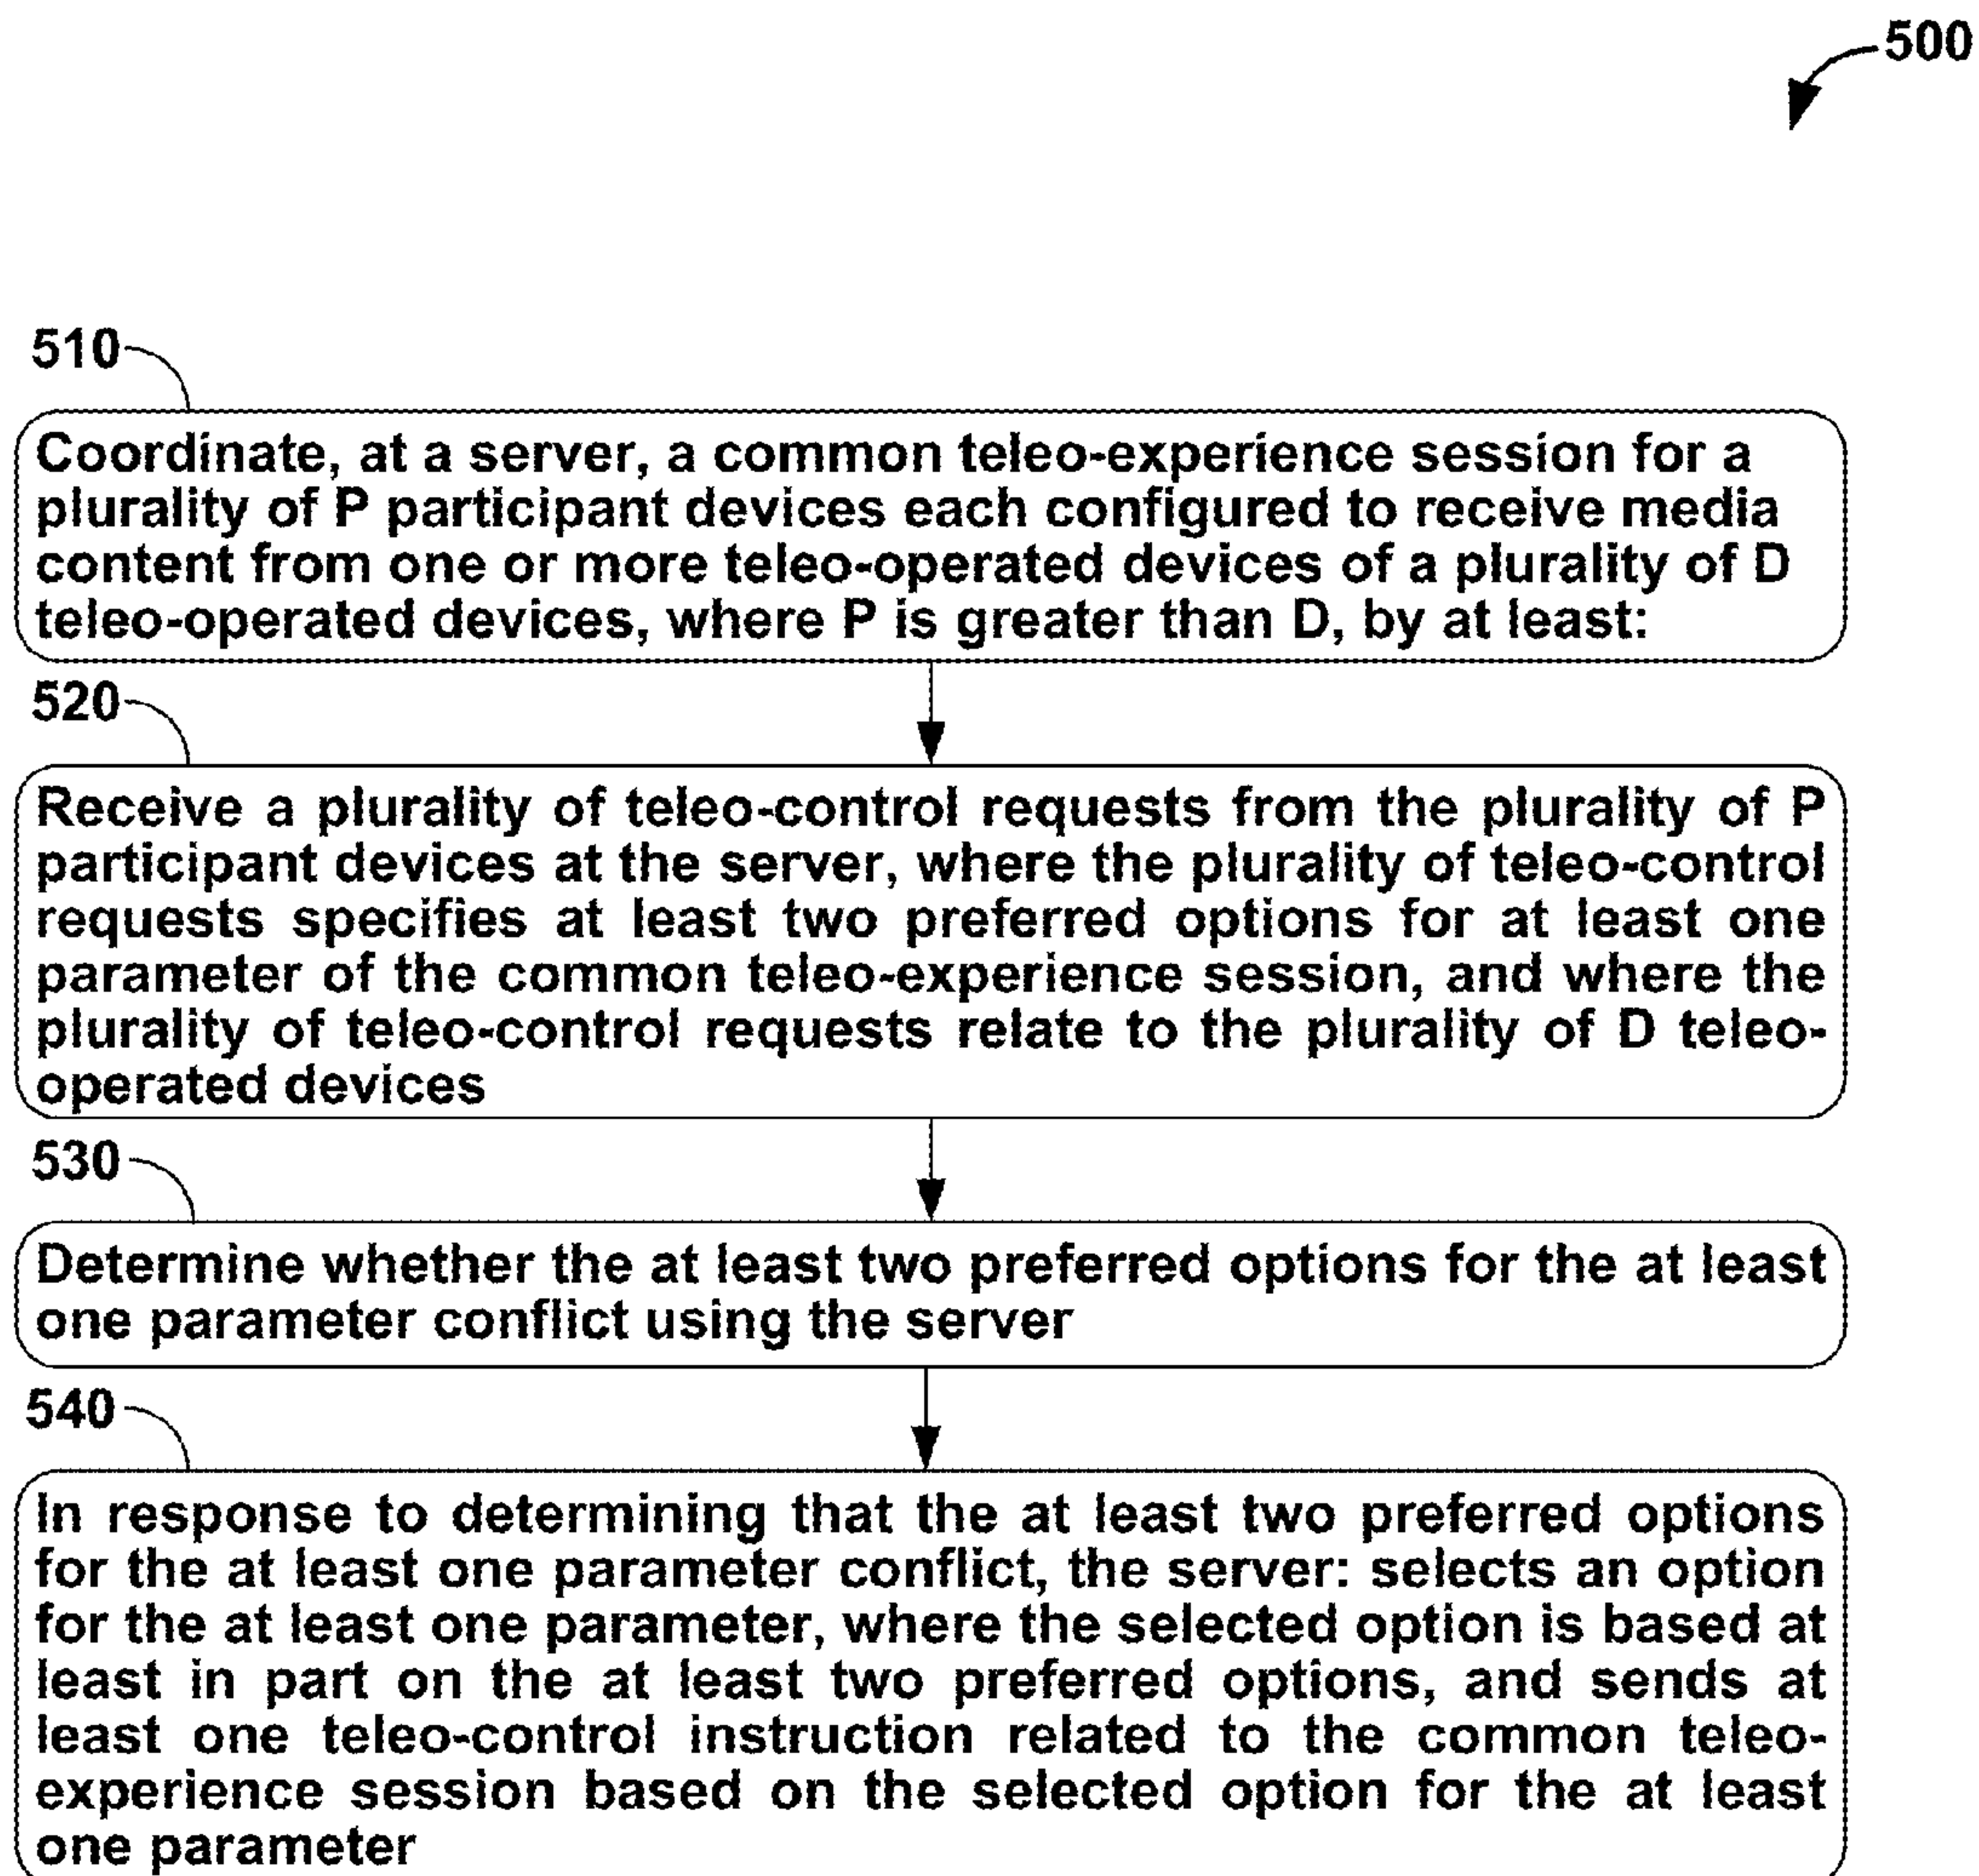 500
510
Coordinate, at a server, a common teleo-experience session for a
plurality of P participant devices each configured to receive media
content from one or more teleo-operated devices of a plurality of D
teleo-operated devices, where P is greater than D, by at least:
520
Receive a plurality of teleo-control requests from the plurality of P
participant devices at the server, where the plurality of teleo-control
requests specifies at least two preferred options for at least one
parameter of the common teleo-experience session, and where the
plurality of teleo-control requests relate to the plurality of D teleo-
operated devices
530
Determine whether the at least two preferred options for the at least
one parameter conflict using the server
540
In response to determining that the at least two preferred options
for the at least one parameter conflict, the server: selects an option
for the at least one parameter, where the selected option is based at
least in part on the at least two preferred options, and sends at
least one teleo-control instruction related to the common teleo-
experience session based on the selected option for the at least
one parameter